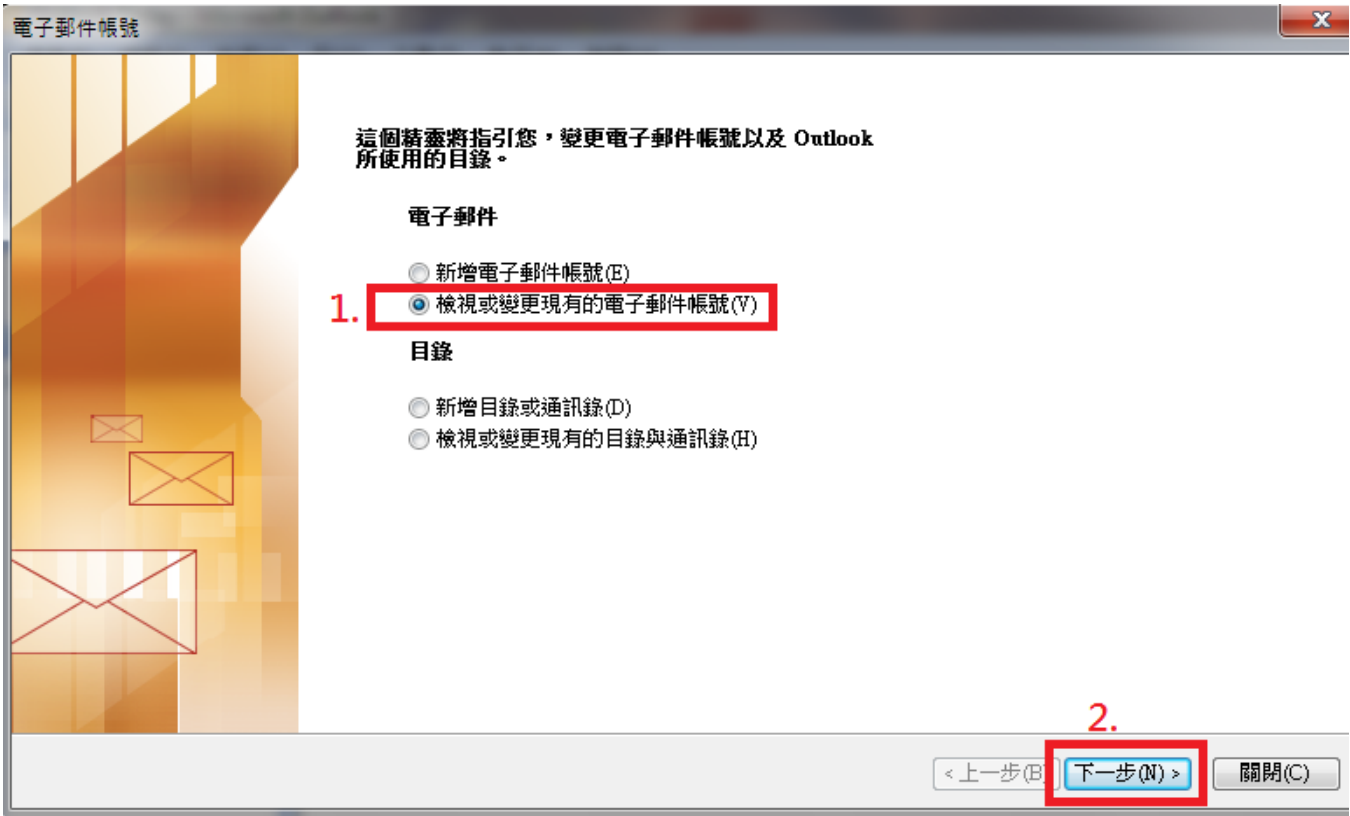 電子郵件帳號
這個精靈將指引您,變更電子郵件帳號以及 Outlook
所使用的目錄。
電子郵件
新增電子郵件帳號(E)
1.
檢視或變更現有的電子郵件帳號(V)
目錄
新增目錄或通訊錄(D)
檢視或變更現有的目錄與通訊錄(H)
2.
<上一步(B
下一步(N) >
關閉(C)